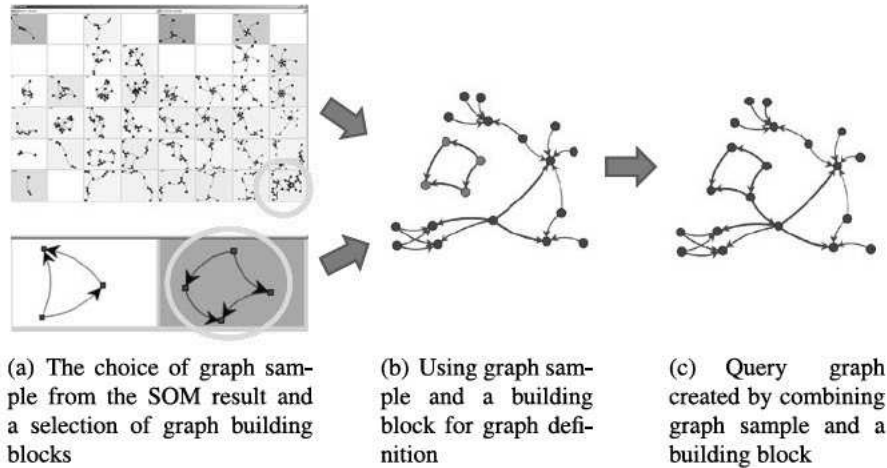 (a) The choice of graph sam-
ple from the SOM result and
a selection of graph building
blocks
(b) Using graph sam-
ple and a building
block for graph defi-
nition
(c) Query graph
created by combining
graph sample and a
building block